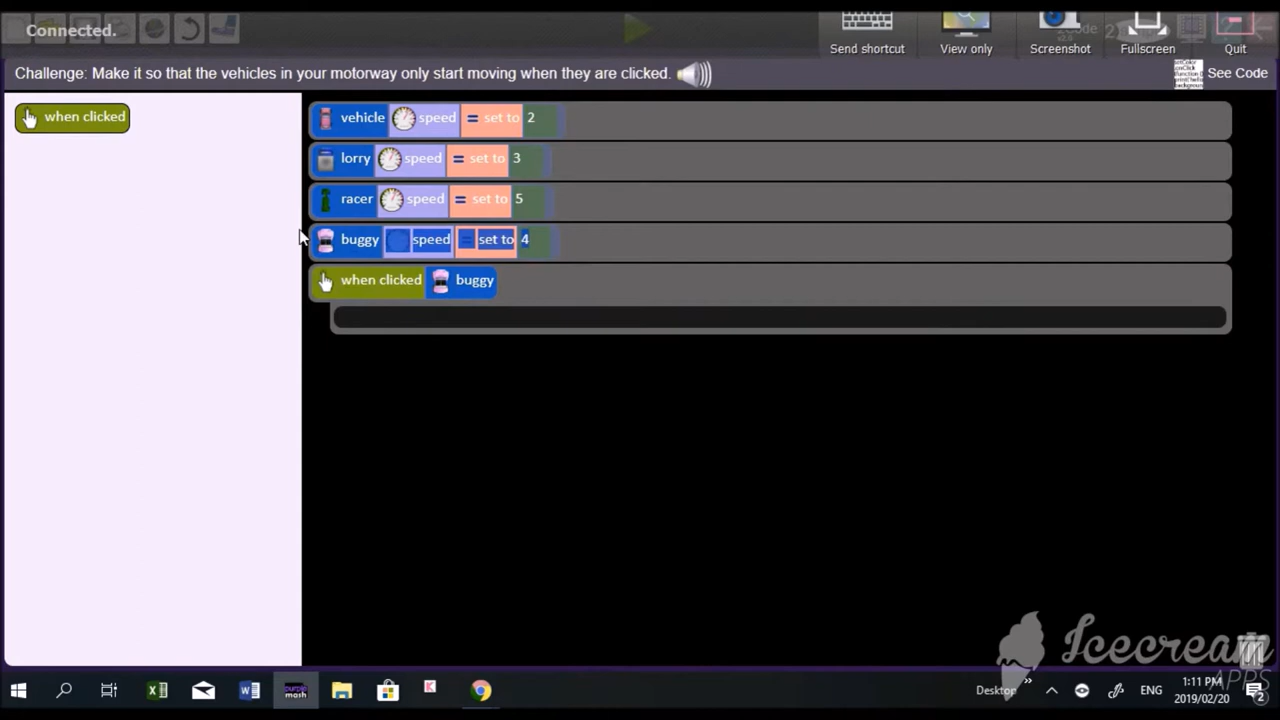 Connected.
Send shortcut
View only
Screenshot
Fullscreen
Quit
Challenge: Make it so that the vehicles in your motorway only start moving when they are clicked.
See Code
when clicked
vehicle speed = set to 2
lorry speed = set to 3
racer speed = set to 5
buggy speed = set to 4
when clicked buggy
Icecream
APPS
purple
mash
Desktop
ENG
1:11 PM
2019/02/20
2